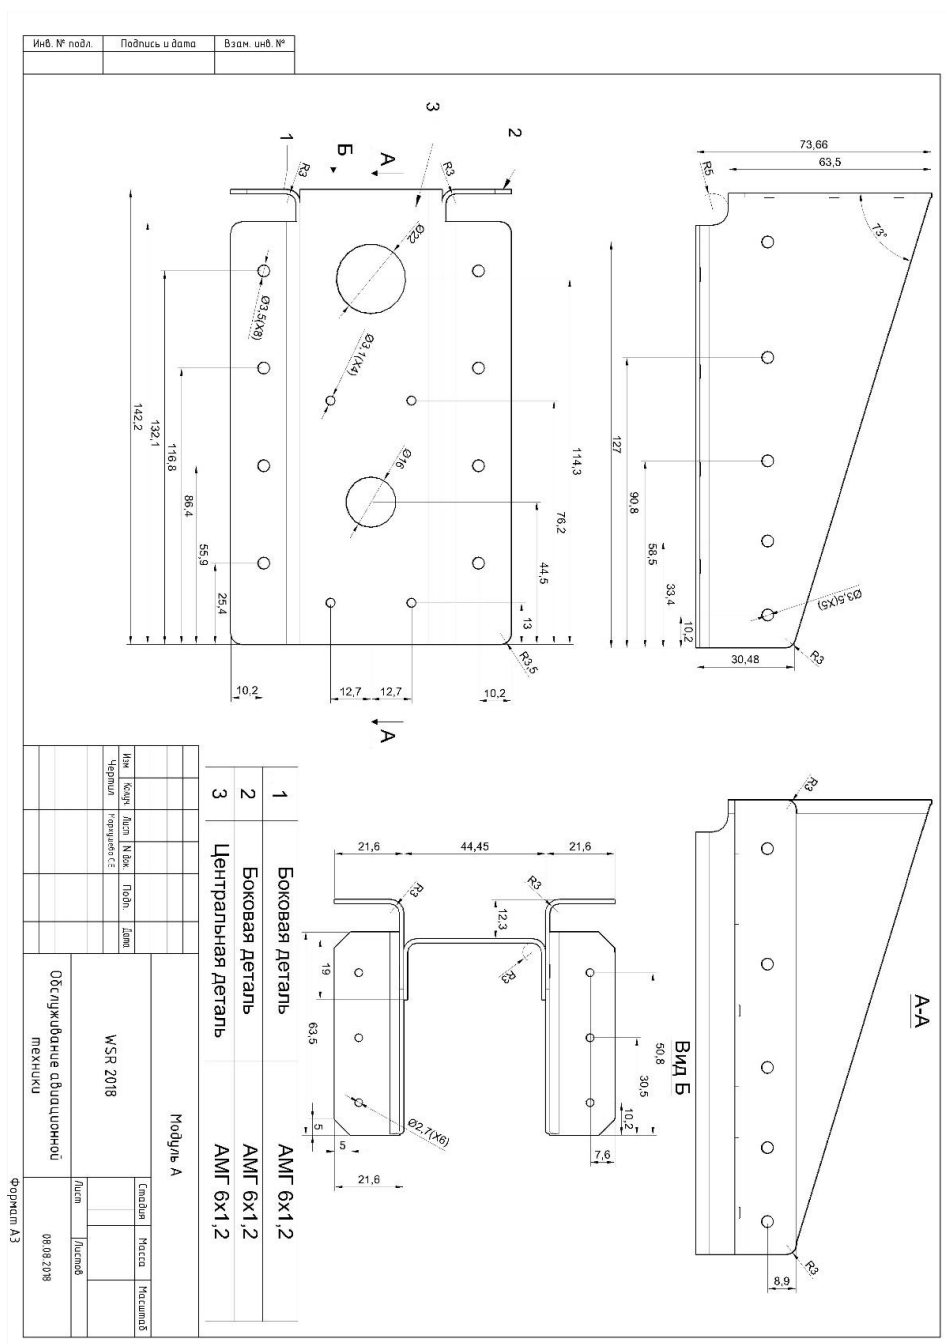 Инв. № подл.
Подпись и дата
Взам. инв. №
73,66
63,5
R5
73°
127
90,8
58,5
33,4
10,2
Ø3,5(X5)
R3
30,48
1
2
3
Б
А
R3
R3
Ø22
Ø3,5(X8)
Ø3,1(X4)
Ø16
142,2
132,1
116,8
86,4
55,9
25,4
114,3
76,2
44,5
13
R3,5
10,2
12,7
12,7
10,2
А
А-А
R3
R3
8,9
Вид Б
21,6
44,45
21,6
R3
R3
12,3
R3
19
63,5
5
5
21,6
Ø2,7(X6)
50,8
30,5
10,2
7,6
1 Боковая деталь АМГ 6х1,2
2 Боковая деталь АМГ 6х1,2
3 Центральная деталь АМГ 6х1,2
Модуль А
WSR 2018
Обслуживание авиационной
техники
Изм. Кол.уч. Лист N док. Подп. Дата
Чертил
Стадия Масса Масштаб
Лист Листов
08.08.2018
Формат А3